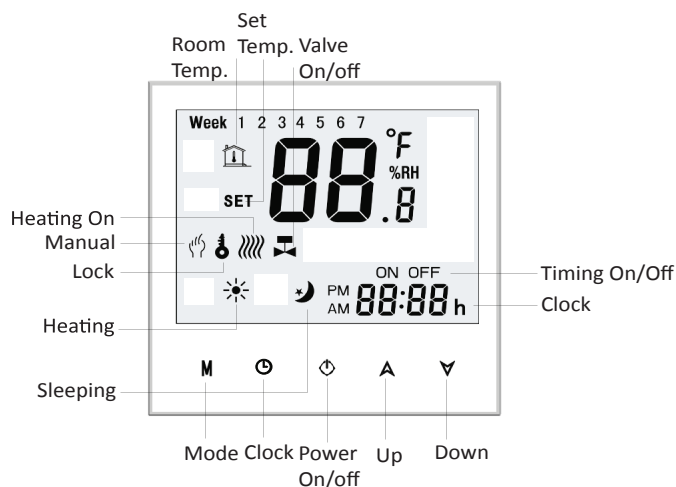 Set
Room Temp. Valve
Temp. On/off
Week 1 2 3 4 5 6 7
88 °F
%RH
SET .8
Heating On
Manual
Lock
ON OFF Timing On/Off
PM 88:88 h Clock
AM
Heating
M
Sleeping
Mode Clock Power Up Down
On/off